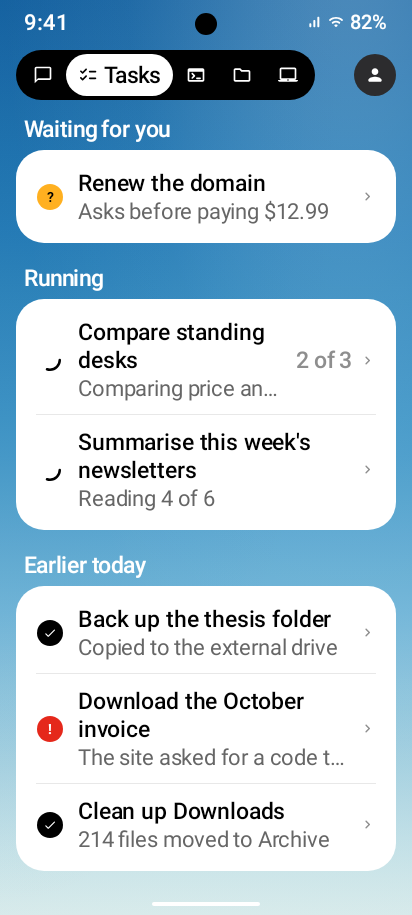 9:41
82%
Tasks
Waiting for you
?
Renew the domain
Asks before paying $12.99
Running
Compare standing
desks
2 of 3
Comparing price an...
Summarise this week's
newsletters
Reading 4 of 6
Earlier today
Back up the thesis folder
Copied to the external drive
Download the October
invoice
!
The site asked for a code t...
Clean up Downloads
214 files moved to Archive